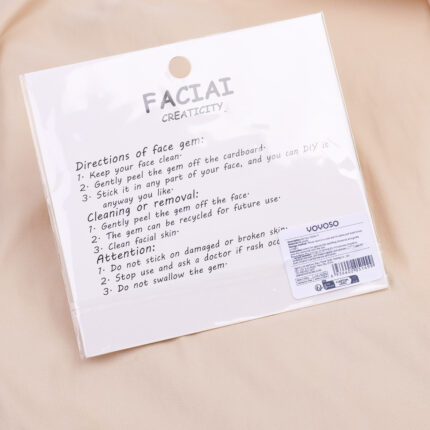 FACIAI
CREATICITY
Directions of face gem:
1. Keep your face clean.
2. Gently peel the gem off the cardboard.
3. Stick it in any part of your face, and you can DIY it
anyway you like.
Cleaning or removal:
1. Gently peel the gem off the face.
2. The gem can be recycled for future use.
3. Clean facial skin.
Attention:
1. Do not stick on damaged or broken skin.
2. Stop use and ask a doctor if rash occ
3. Do not swallow the gem.
YOYOSO